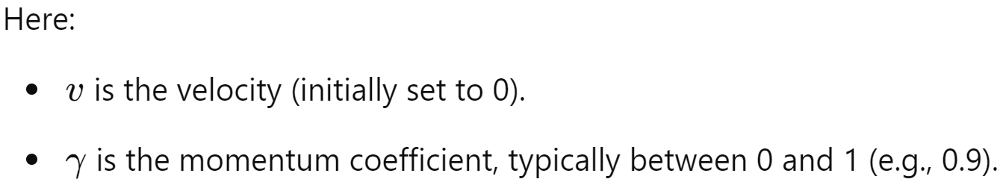 Here:
• v is the velocity (initially set to 0).
• γ is the momentum coefficient, typically between 0 and 1 (e.g., 0.9).